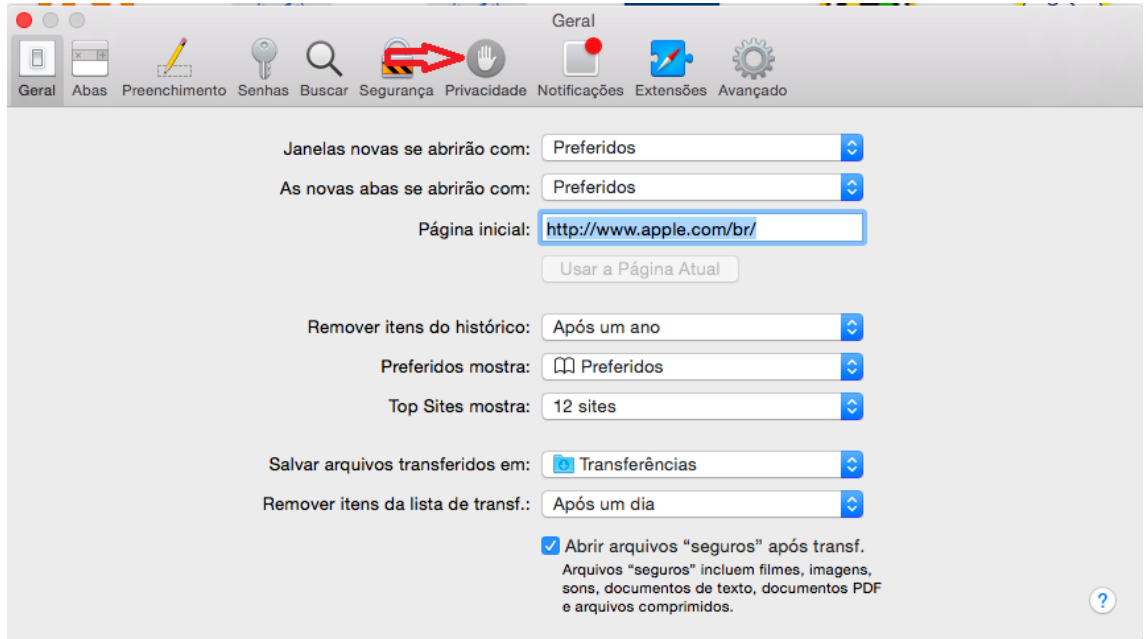 Geral
Geral Abas Preenchimento Senhas Buscar Segurança Privacidade Notificações Extensões Avançado
Janelas novas se abrirão com: Preferidos
As novas abas se abrirão com: Preferidos
Página inicial: http://www.apple.com/br/
Usar a Página Atual
Remover itens do histórico: Após um ano
Preferidos mostra: Preferidos
Top Sites mostra: 12 sites
Salvar arquivos transferidos em: Transferências
Remover itens da lista de transf.: Após um dia
Abrir arquivos “seguros” após transf.
Arquivos “seguros” incluem filmes, imagens,
sons, documentos de texto, documentos PDF
e arquivos comprimidos.
?